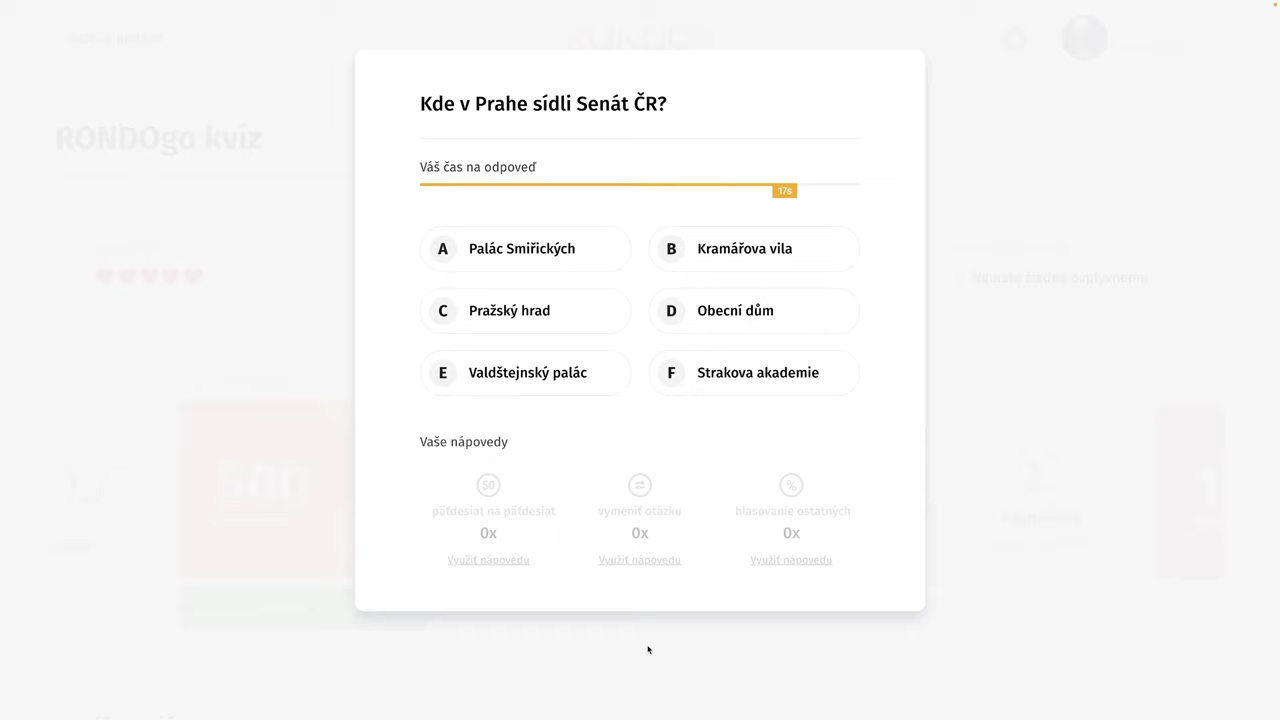 RONDOgo kvíz
Kde v Prahe sídli Senát ČR?
Váš čas na odpoveď
17s
A Palác Smiřických
B Kramářova vila
C Pražský hrad
D Obecní dům
E Valdštejnský palác
F Strakova akademie
Vaše nápovedy
50
%
päťdesiat na päťdesiat
vymeniť otázku
hlasovanie ostatných
0x
0x
0x
Využiť nápovedu
Využiť nápovedu
Využiť nápovedu